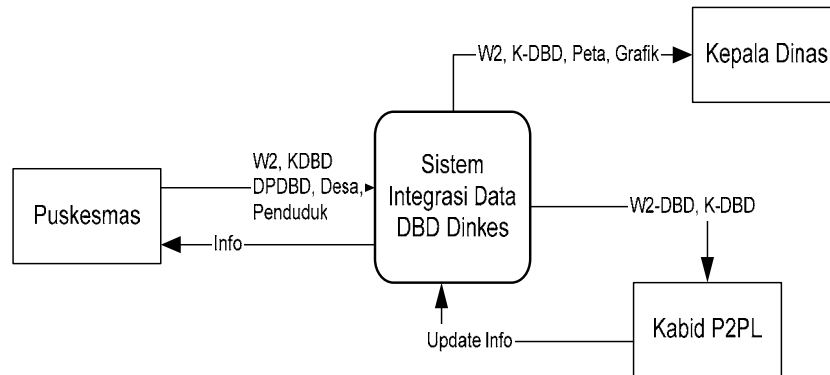 W2, K-DBD, Peta, Grafik
Kepala Dinas
W2, KDBD
DPDBD, Desa,
Penduduk
Puskesmas
Info
Sistem
Integrasi Data
DBD Dinkes
W2-DBD, K-DBD
Kabid P2PL
Update Info